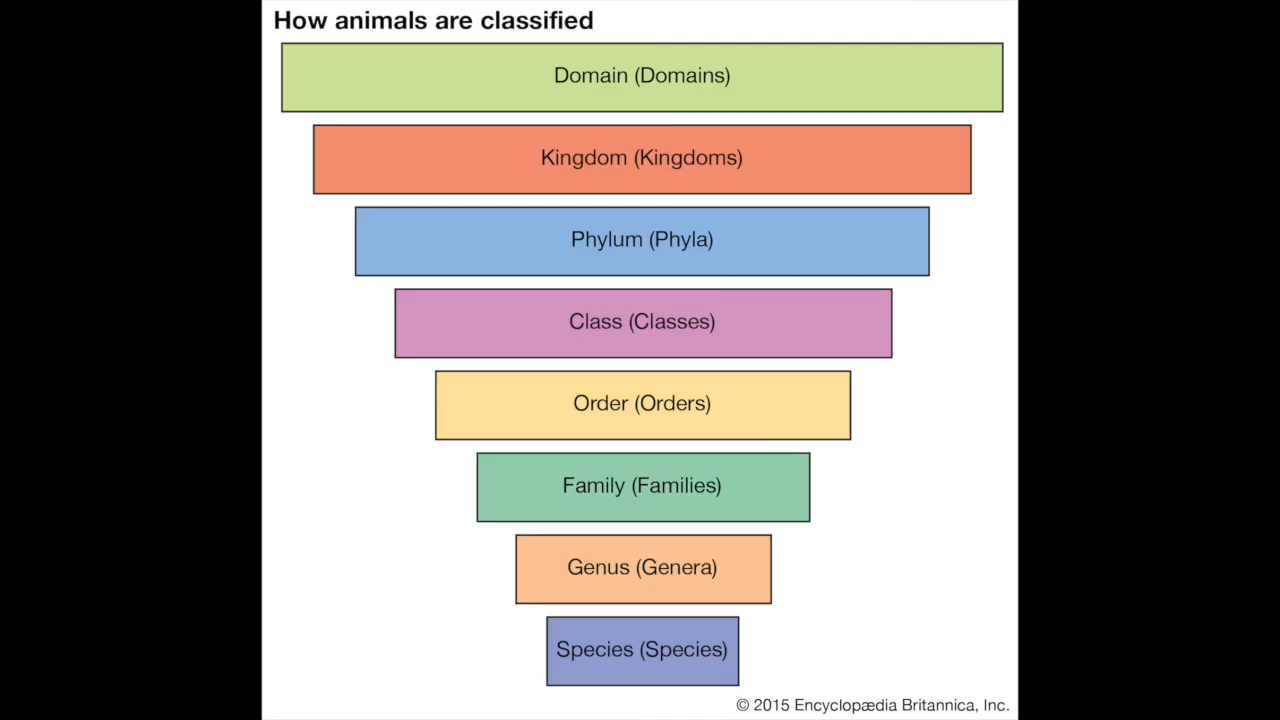 How animals are classified
Domain (Domains)
Kingdom (Kingdoms)
Phylum (Phyla)
Class (Classes)
Order (Orders)
Family (Families)
Genus (Genera)
Species (Species)
© 2015 Encyclopædia Britannica, Inc.